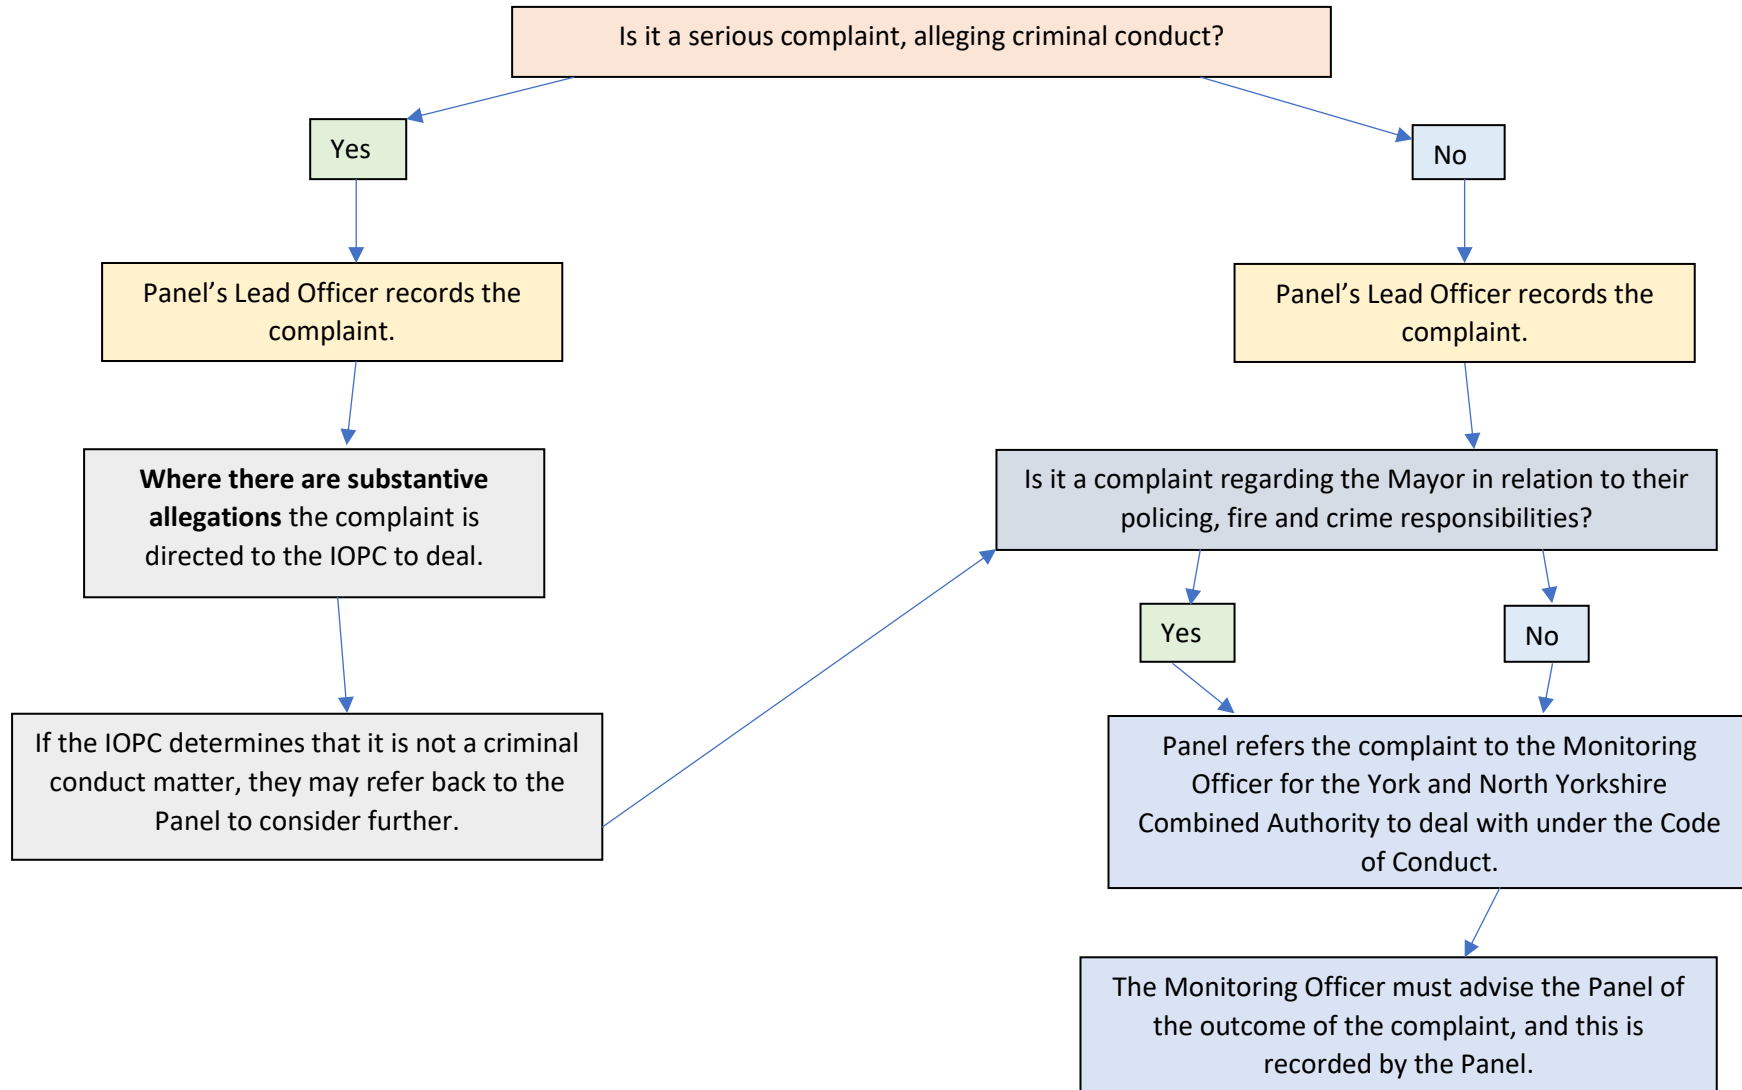 Is it a serious complaint, alleging criminal conduct?
Yes
No
Panel’s Lead Officer records the
complaint.
Panel’s Lead Officer records the
complaint.
Where there are substantive
allegations the complaint is
directed to the IOPC to deal.
Is it a complaint regarding the Mayor in relation to their
policing, fire and crime responsibilities?
Yes
No
If the IOPC determines that it is not a criminal
conduct matter, they may refer back to the
Panel to consider further.
Panel refers the complaint to the Monitoring
Officer for the York and North Yorkshire
Combined Authority to deal with under the Code
of Conduct.
The Monitoring Officer must advise the Panel of
the outcome of the complaint, and this is
recorded by the Panel.